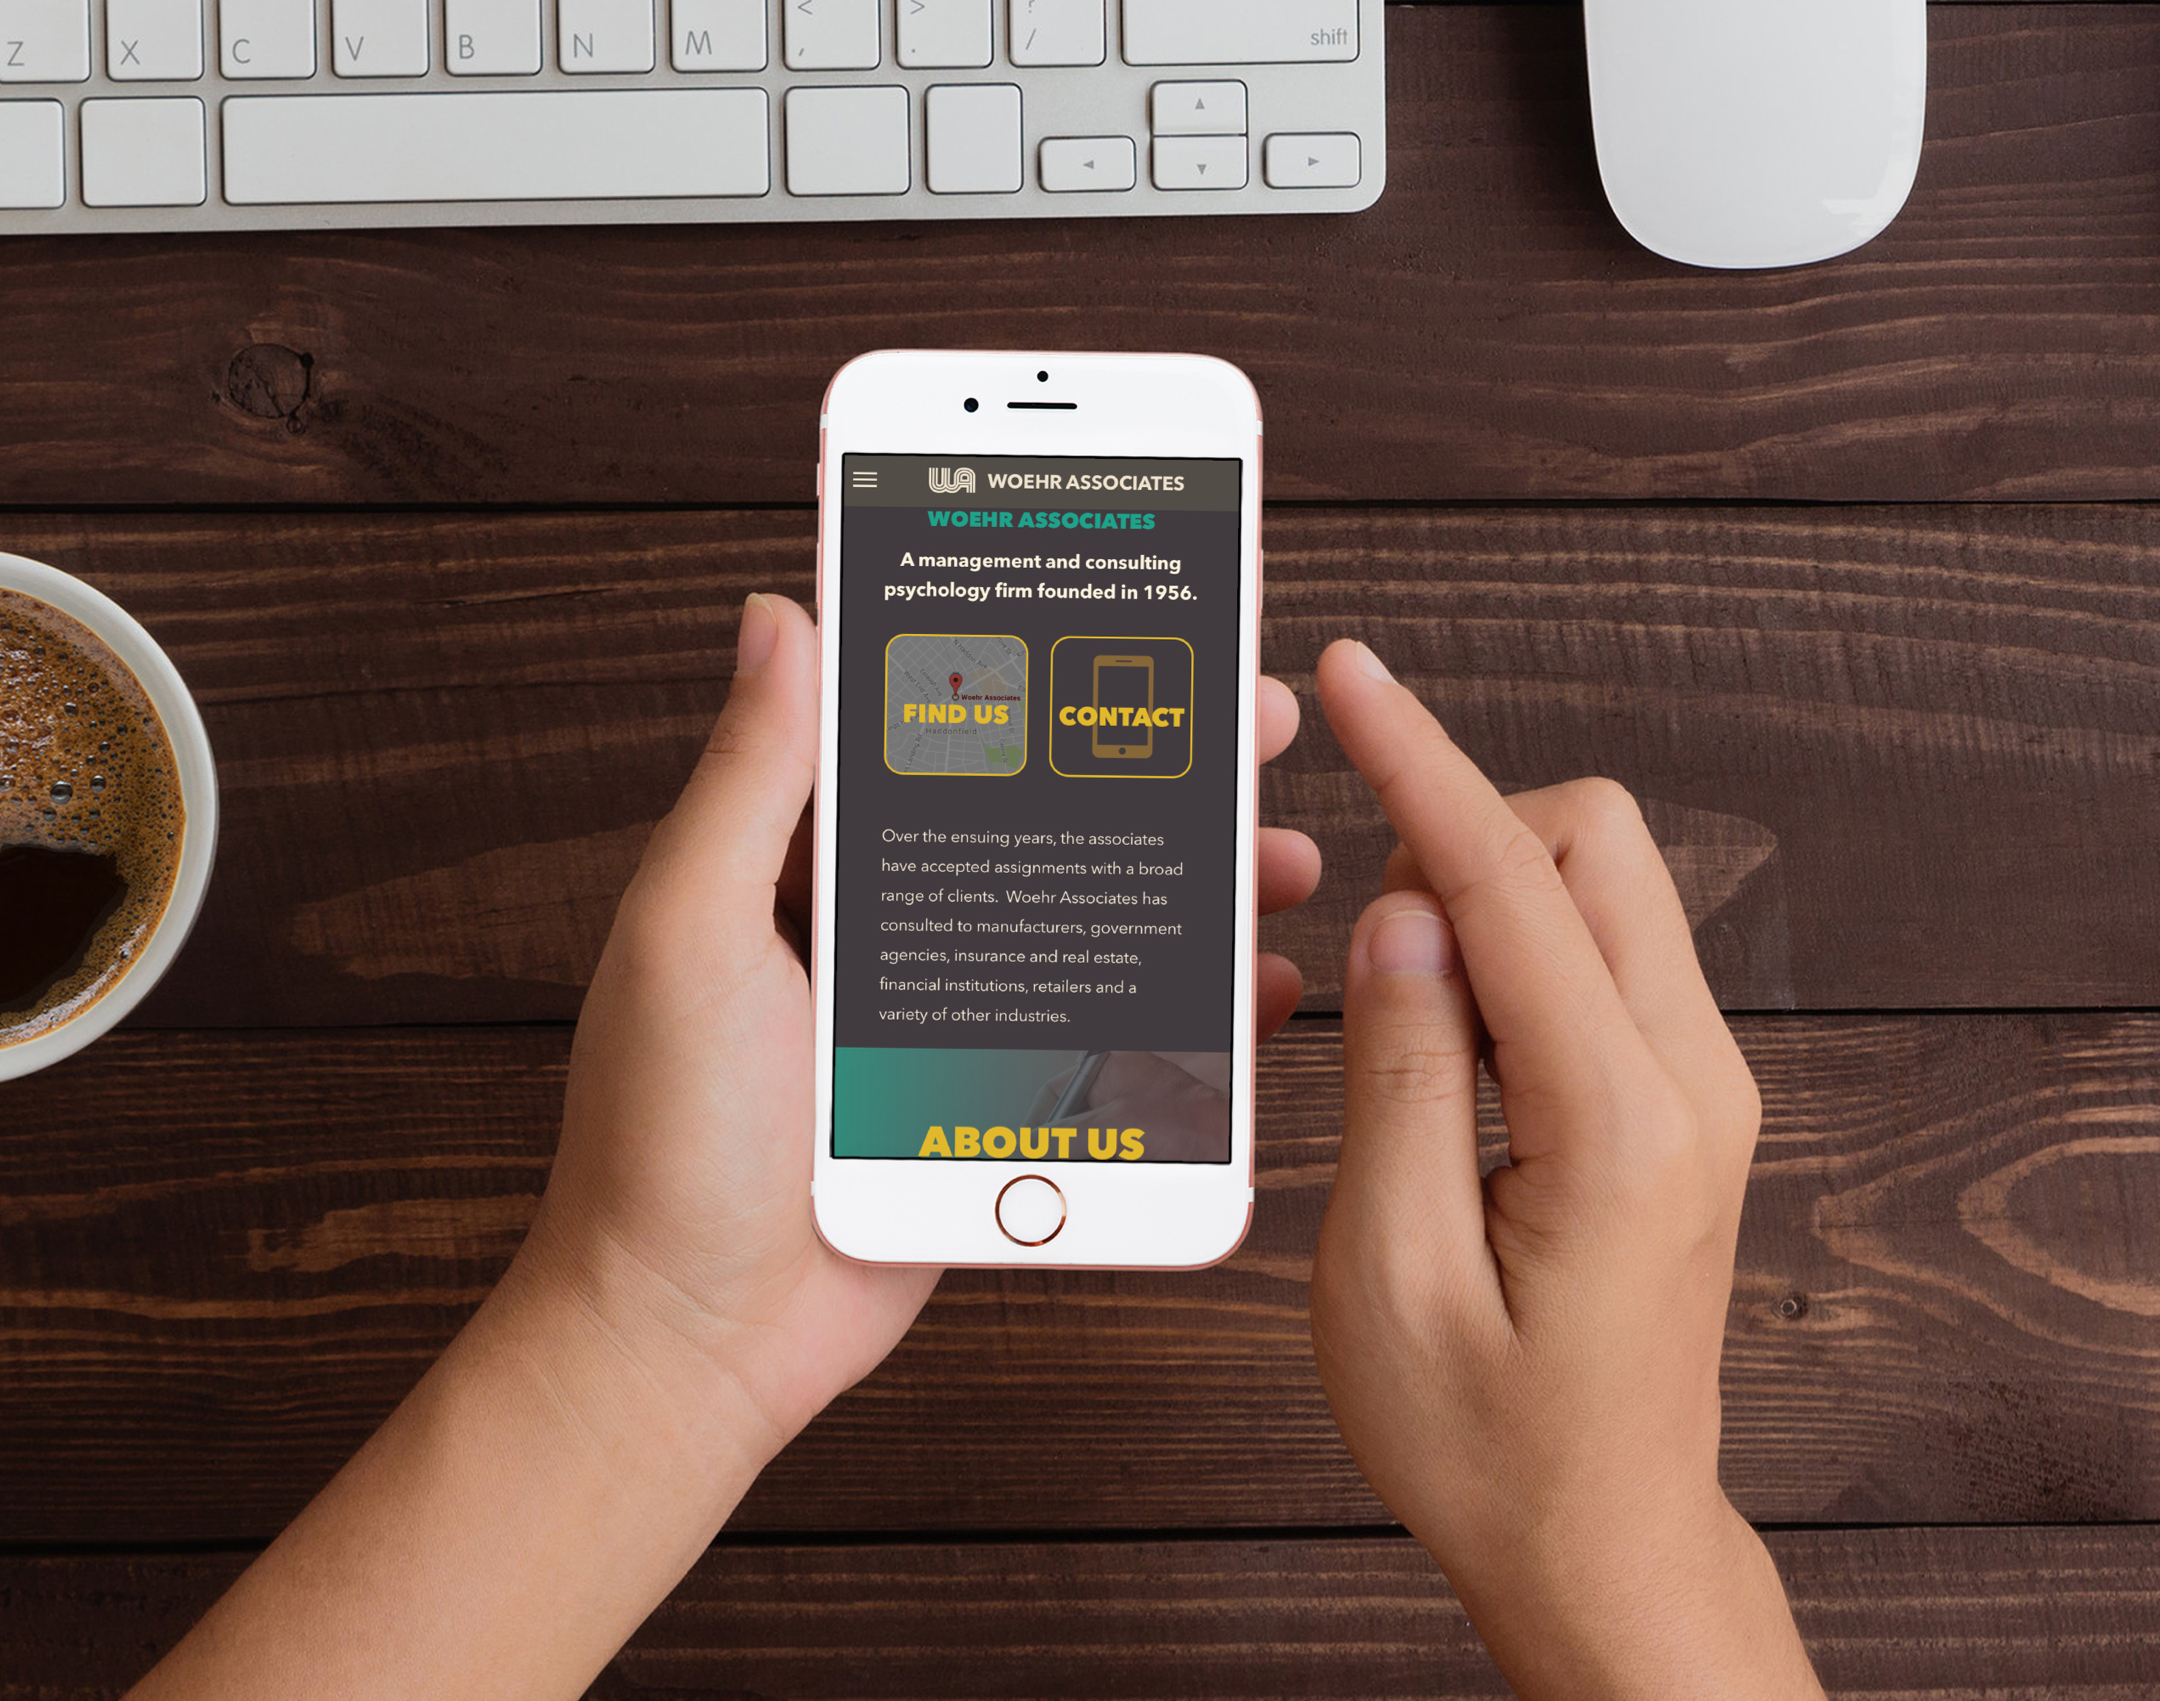 Z X C V B N M < , > . ? / shift
WA WOEHR ASSOCIATES
WOEHR ASSOCIATES
A management and consulting
psychology firm founded in 1956.
Woehr Associates
FIND US
Haddonfield
CONTACT
Over the ensuing years, the associates
have accepted assignments with a broad
range of clients. Woehr Associates has
consulted to manufacturers, government
agencies, insurance and real estate,
financial institutions, retailers and a
variety of other industries.
ABOUT US